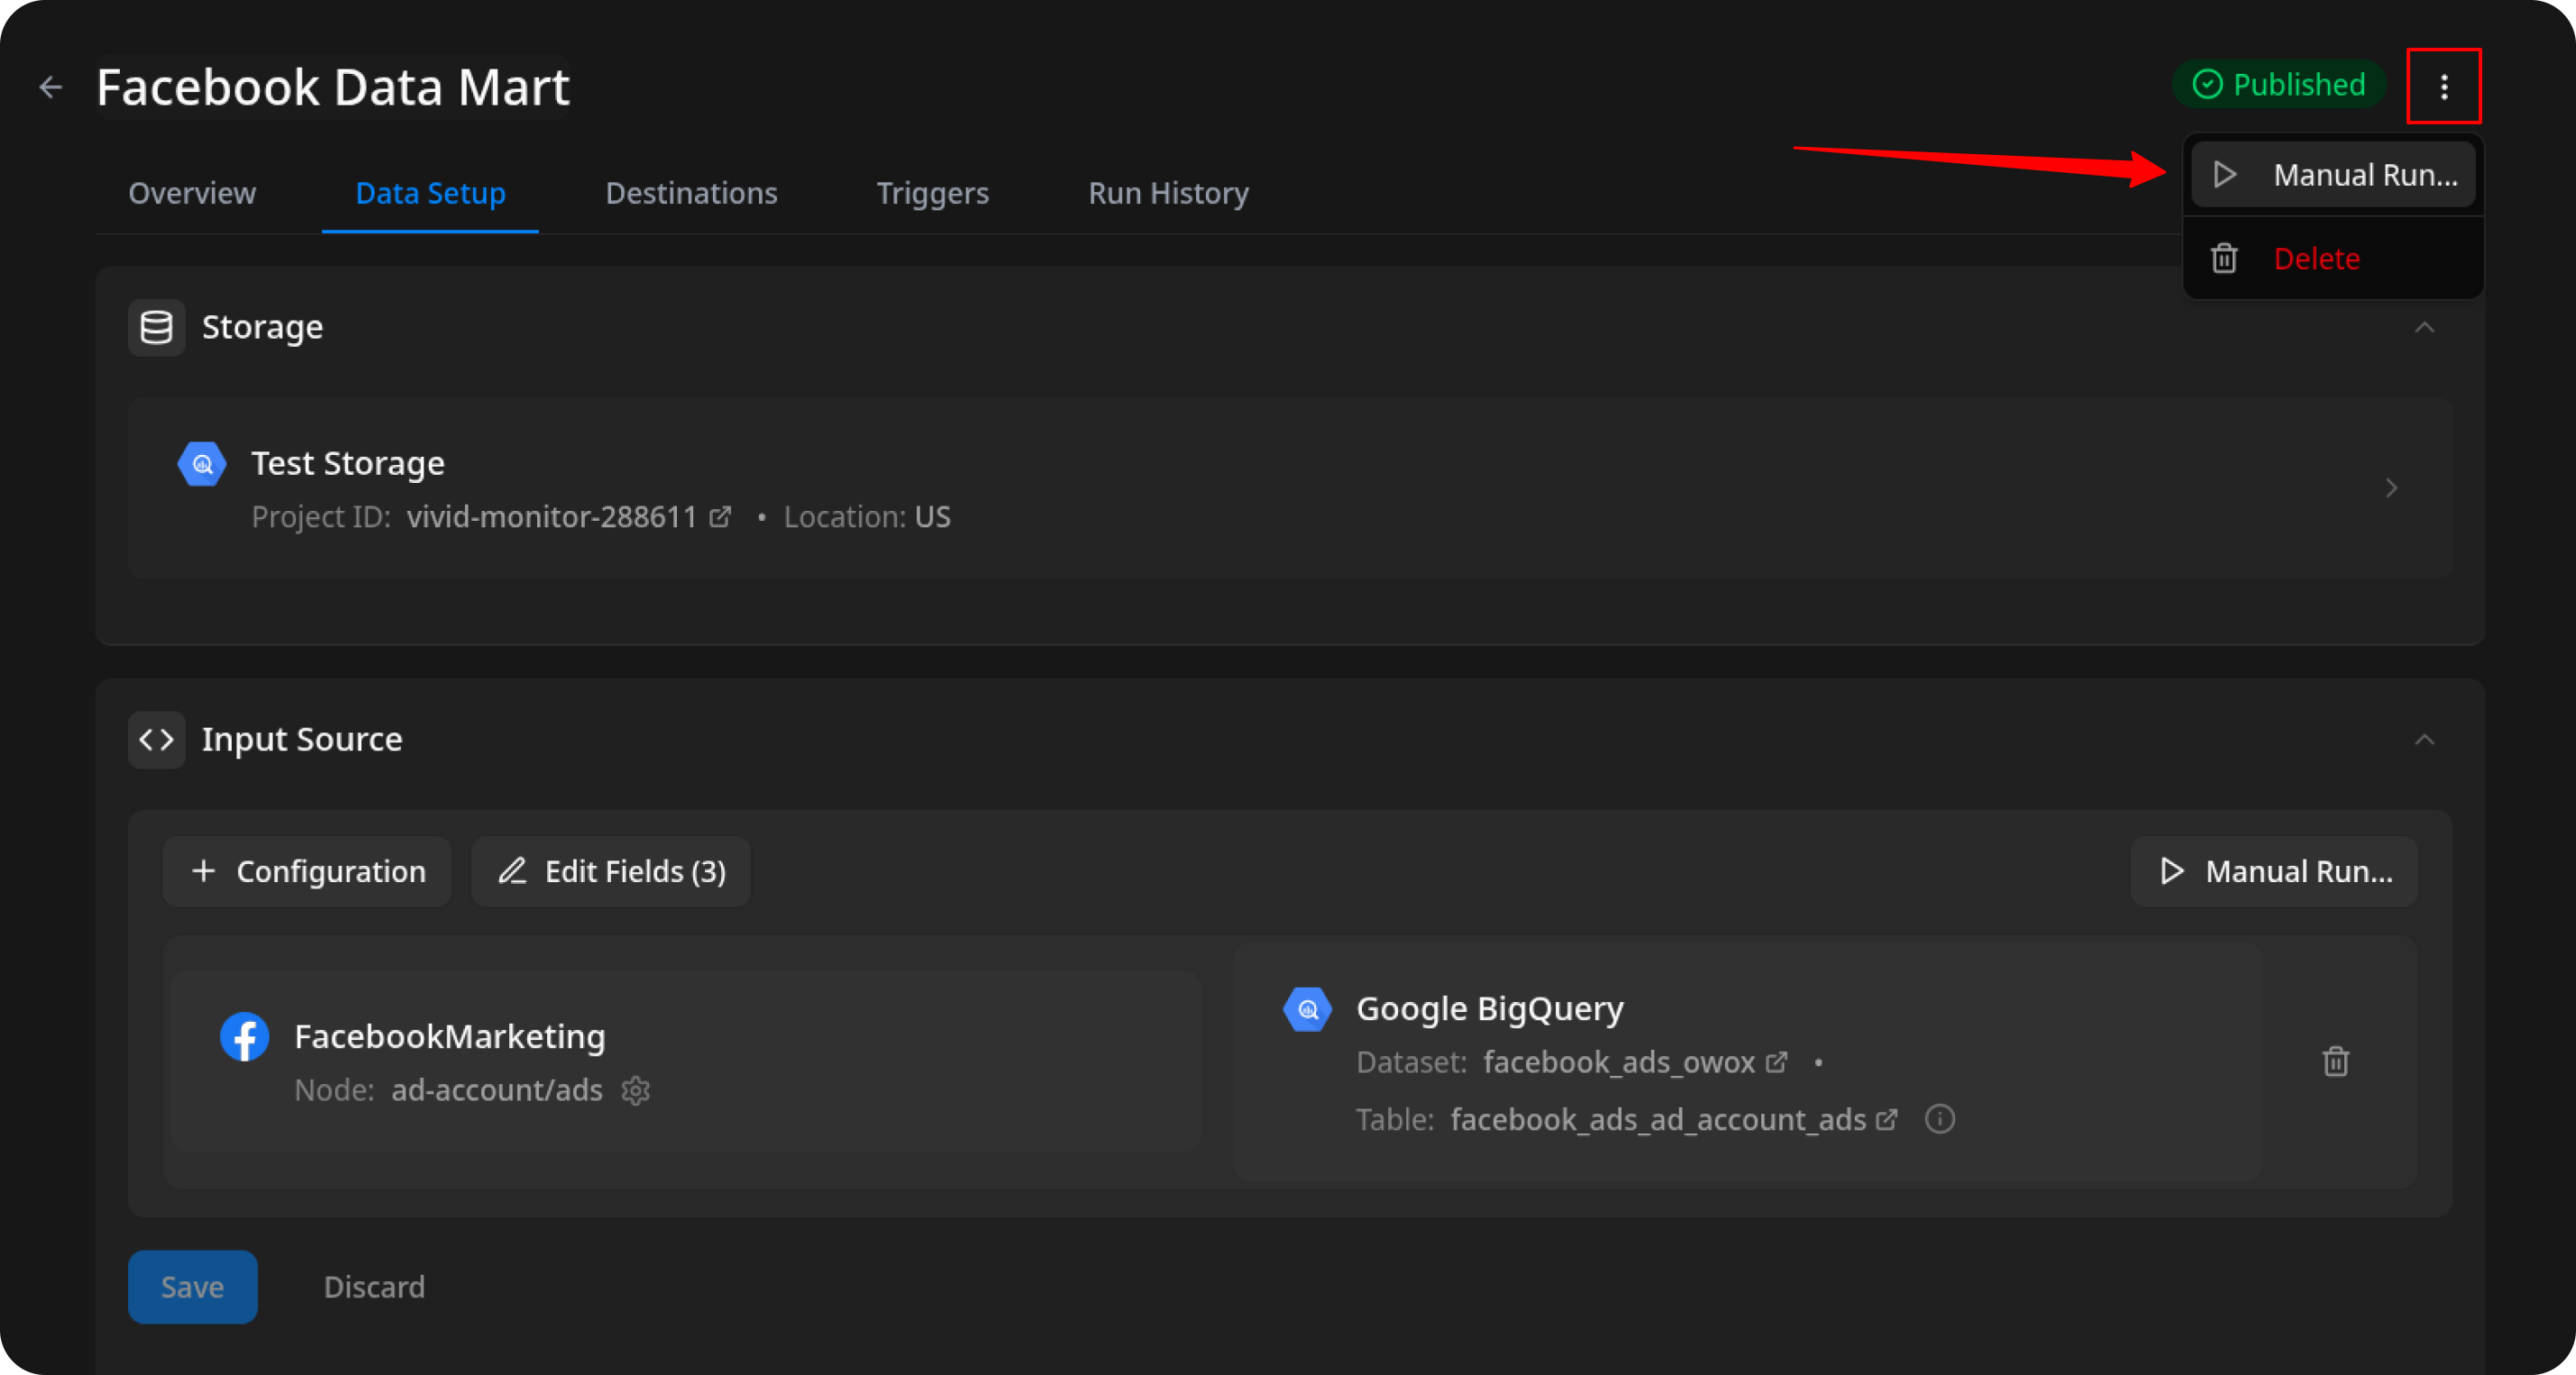 Facebook Data Mart
Published
Overview Data Setup Destinations Triggers Run History
Manual Run...
Delete
Storage
Test Storage
Project ID: vivid-monitor-288611 • Location: US
Input Source
Configuration Edit Fields (3) Manual Run...
FacebookMarketing
Node: ad-account/ads
Google BigQuery
Dataset: facebook_ads_owox •
Table: facebook_ads_ad_account_ads
Save Discard